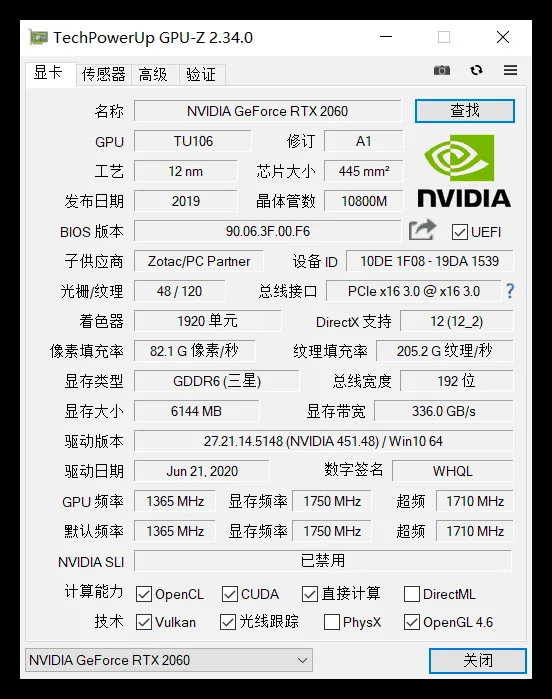 TechPowerUp GPU-Z 2.34.0
显卡 传感器 高级 验证
名称 NVIDIA GeForce RTX 2060 查找
GPU TU106 修订 A1
工艺 12 nm 芯片大小 445 mm²
发布日期 2019 晶体管数 10800M
NVIDIA
BIOS 版本 90.06.3F.00.F6 UEFI
子供应商 Zotac/PC Partner 设备 ID 10DE 1F08 - 19DA 1539
光栅/纹理 48 / 120 总线接口 PCIe x16 3.0 @ x16 3.0 ?
着色器 1920 单元 DirectX 支持 12 (12_2)
像素填充率 82.1 G 像素/秒 纹理填充率 205.2 G 纹理/秒
显存类型 GDDR6 (三星) 总线宽度 192 位
显存大小 6144 MB 显存带宽 336.0 GB/s
驱动版本 27.21.14.5148 (NVIDIA 451.48) / Win10 64
驱动日期 Jun 21, 2020 数字签名 WHQL
GPU 频率 1365 MHz 显存频率 1750 MHz 超频 1710 MHz
默认频率 1365 MHz 显存频率 1750 MHz 超频 1710 MHz
NVIDIA SLI 已禁用
计算能力 OpenCL CUDA 直接计算 DirectML
技术 Vulkan 光线跟踪 PhysX OpenGL 4.6
NVIDIA GeForce RTX 2060 关闭